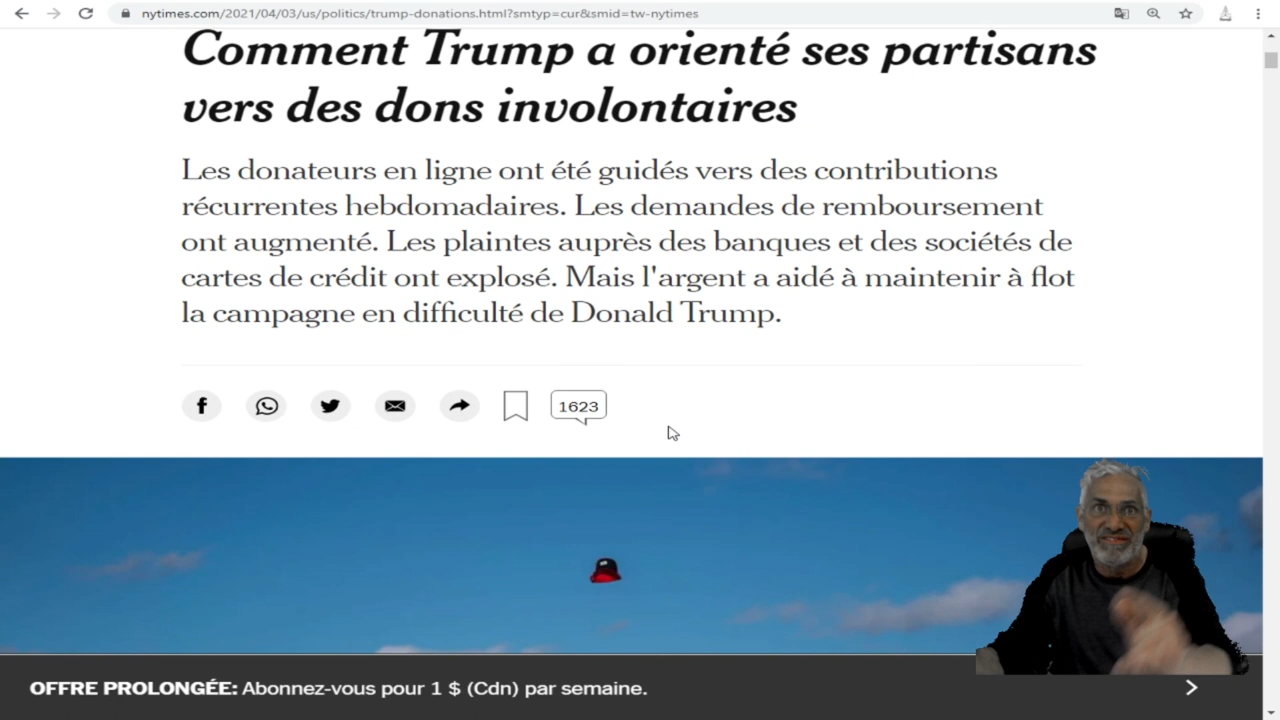 nytimes.com/2021/04/03/us/politics/trump-donations.html?smtyp=cur&smid=tw-nytimes
Comment Trump a orienté ses partisans
vers des dons involontaires
Les donateurs en ligne ont été guidés vers des contributions
récurrentes hebdomadaires. Les demandes de remboursement
ont augmenté. Les plaintes auprès des banques et des sociétés de
cartes de crédit ont explosé. Mais l'argent a aidé à maintenir à flot
la campagne en difficulté de Donald Trump.
1623
OFFRE PROLONGÉE: Abonnez-vous pour 1 $ (Cdn) par semaine.